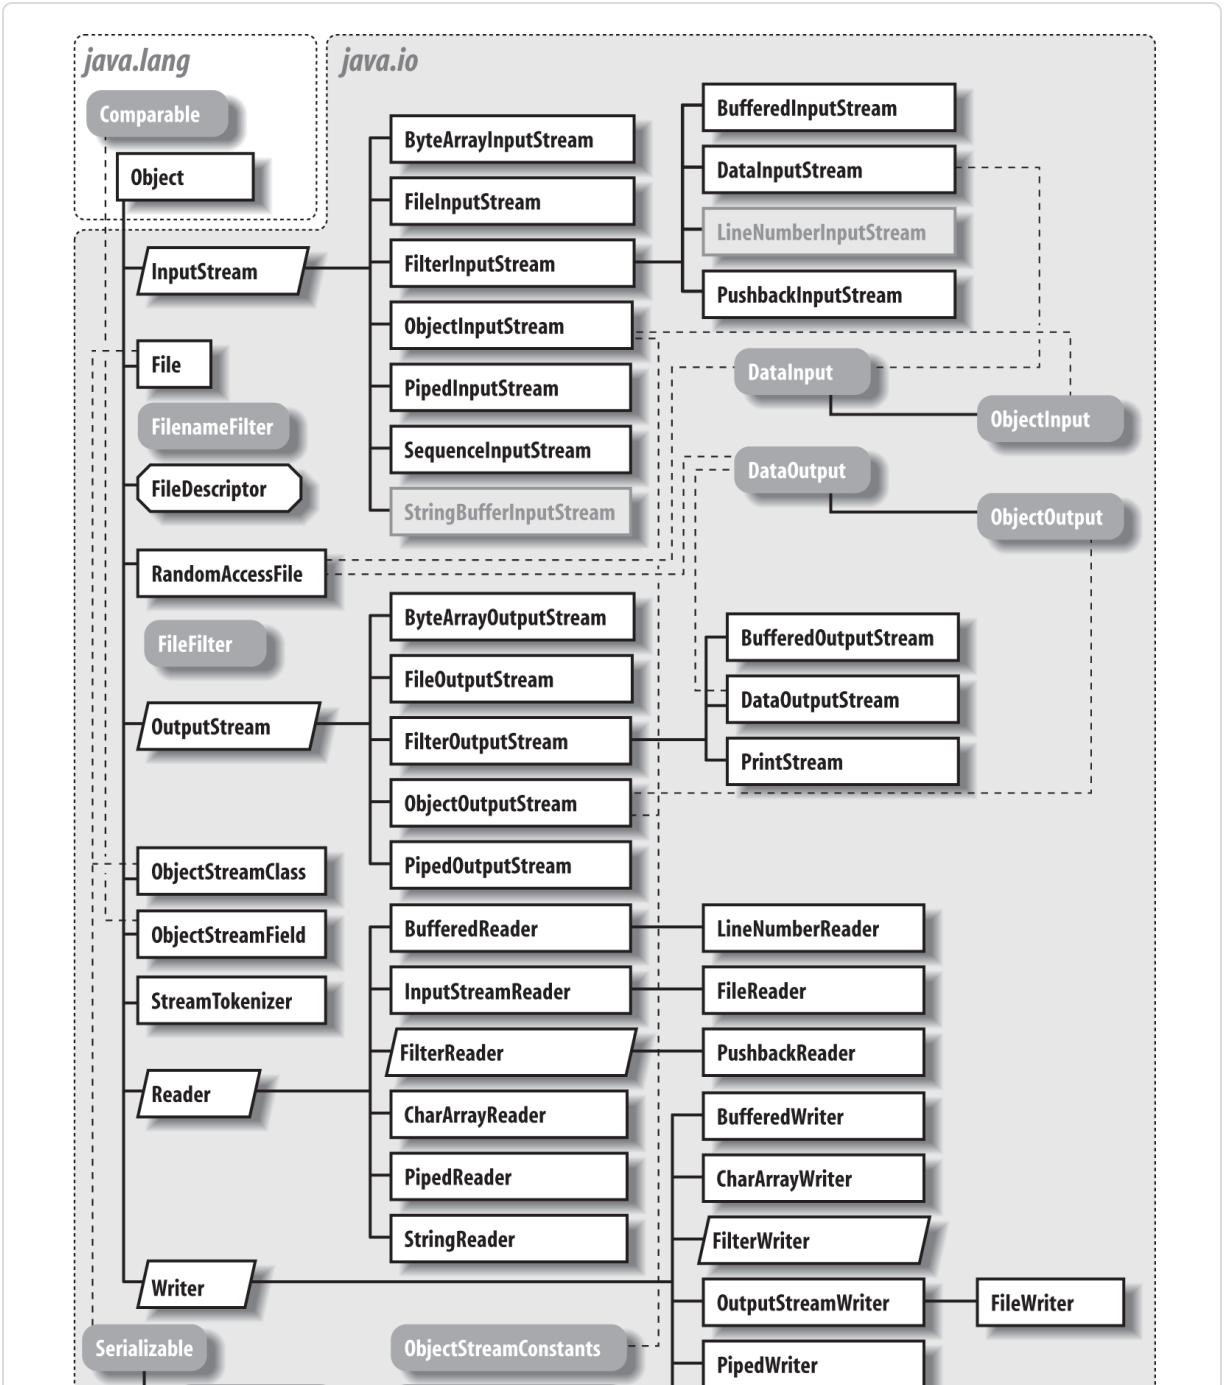 java.lang
Comparable
Object
java.io
InputStream
File
FilenameFilter
FileDescriptor
RandomAccessFile
FileFilter
OutputStream
ObjectStreamClass
ObjectStreamField
StreamTokenizer
Reader
Writer
Serializable
ByteArrayInputStream
FileInputStream
FilterInputStream
ObjectInputStream
PipedInputStream
SequenceInputStream
StringBufferInputStream
ByteArrayOutputStream
FileOutputStream
FilterOutputStream
ObjectOutputStream
PipedOutputStream
BufferedReader
InputStreamReader
FilterReader
CharArrayReader
PipedReader
StringReader
ObjectStreamConstants
BufferedInputStream
DataInputStream
LineNumberInputStream
PushbackInputStream
DataInput
ObjectInput
DataOutput
ObjectOutput
BufferedOutputStream
DataOutputStream
PrintStream
LineNumberReader
FileReader
PushbackReader
BufferedWriter
CharArrayWriter
FilterWriter
OutputStreamWriter
FileWriter
PipedWriter